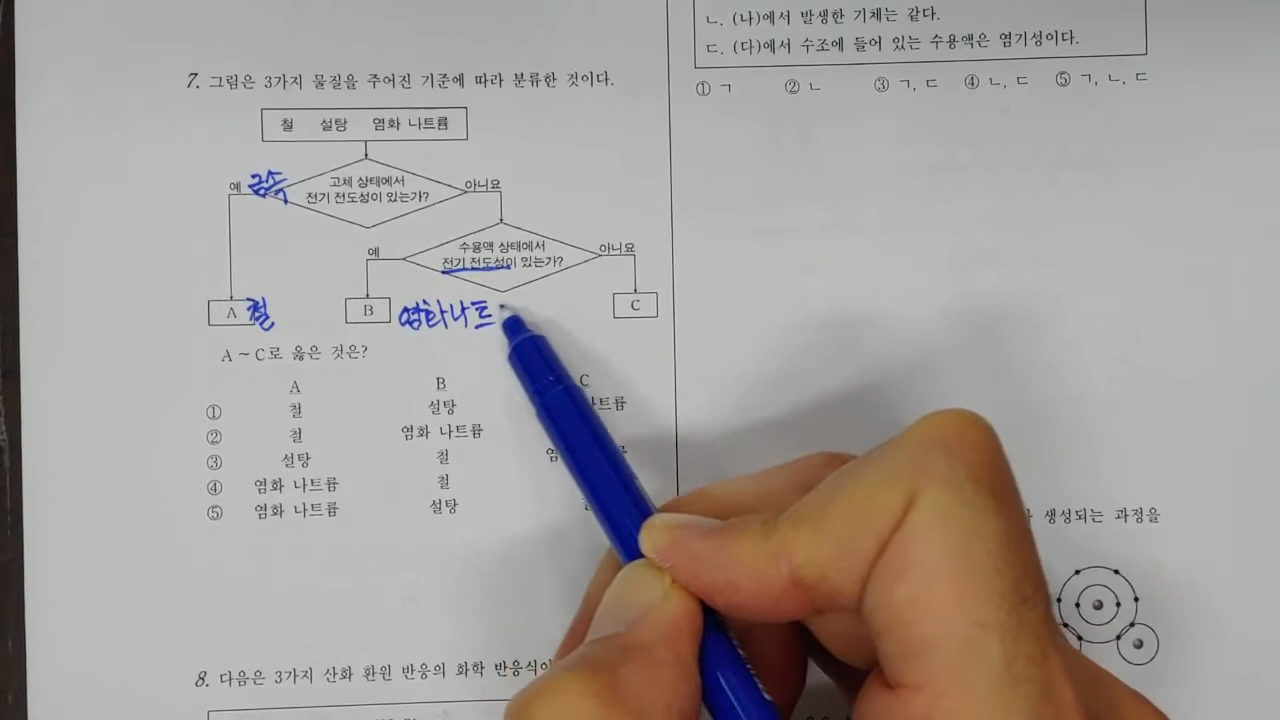 7. 그림은 3가지 물질을 주어진 기준에 따라 분류한 것이다.
철 설탕 염화 나트륨
예 금속 고체 상태에서 아니요
전기 전도성이 있는가?
예 수용액 상태에서 아니요
전기 전도성이 있는가?
A 철 B 염화나트 C
A ~ C로 옳은 것은?
A B C
① 철 설탕 나트륨
② 철 염화 나트륨
③ 설탕 철 염
④ 염화 나트륨 철
⑤ 염화 나트륨 설탕
8. 다음은 3가지 산화 환원 반응의 화학 반응식이
ㄴ. (나)에서 발생한 기체는 같다.
ㄷ. (다)에서 수조에 들어 있는 수용액은 염기성이다.
① ㄱ ② ㄴ ③ ㄱ, ㄷ ④ ㄴ, ㄷ ⑤ ㄱ, ㄴ, ㄷ
생성되는 과정을